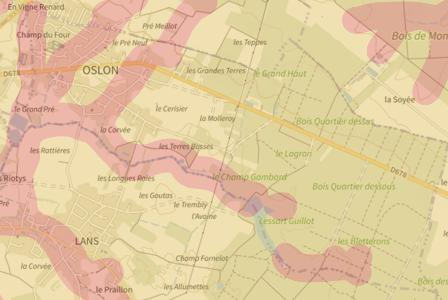 En Vigne Renard
Pré Meillot
Champ du Four
le Pré Neuf
les Teppes
Bois de Mon
D678
OSLON
les Grandes Terres
le Grand Haut
la Soyée
le Grand Pré
le Cerisier
la Molleroy
Bois Quartier dessus
la Corvée
les Rattières
les Terres Basses
le Lagron
D678
s Riotys
les Longues Raies
le Champ Gambard
Bois Quartier dessous
Pré
les Goutas
le Trembly
l'Avoine
Lessart Guillot
LANS
les Bletterons
Champ Fornelot
la Corvée
le Praillon
les Allumettes
Bois d